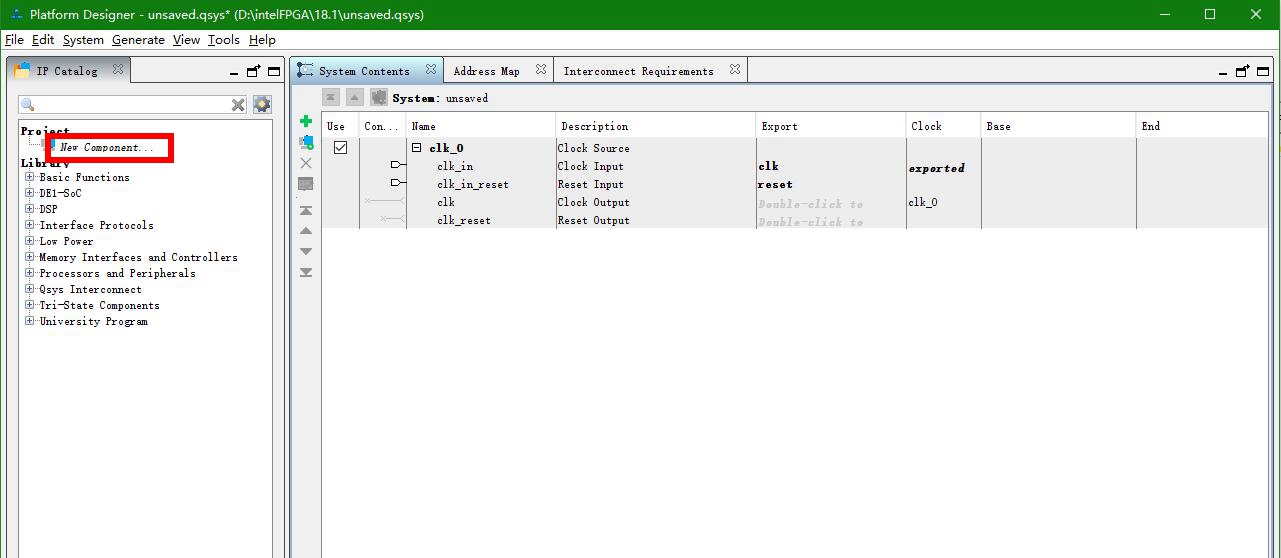 Platform Designer - unsaved.qsys* (D:\intelFPGA\18.1\unsaved.qsys)
File Edit System Generate View Tools Help
IP Catalog
System Contents Address Map Interconnect Requirements
System: unsaved
Project
New Component...
Library
Basic Functions
DE1-SoC
DSP
Interface Protocols
Low Power
Memory Interfaces and Controllers
Processors and Peripherals
Qsys Interconnect
Tri-State Components
University Program
Use Con... Name Description Export Clock Base End
clk_0 Clock Source
clk_in Clock Input clk exported
clk_in_reset Reset Input reset
clk Clock Output Double-click to clk_0
clk_reset Reset Output Double-click to